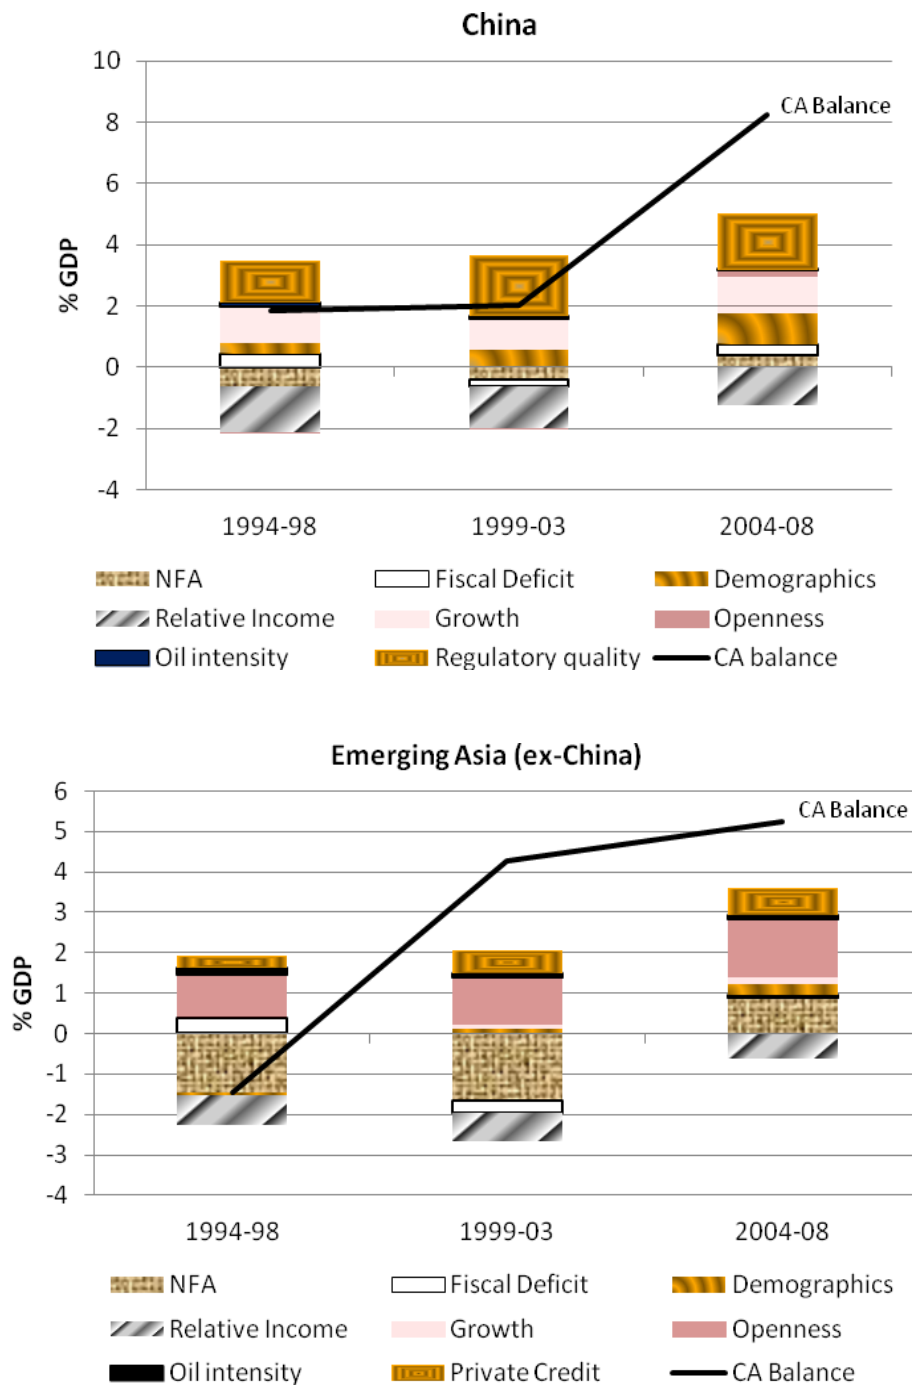 China
10
8
6
4
2
0
-2
-4
% GDP
CA Balance
1994-98 1999-03 2004-08
NFA Fiscal Deficit Demographics
Relative Income Growth Openness
Oil intensity Regulatory quality CA balance
Emerging Asia (ex-China)
6
5
4
3
2
1
0
-1
-2
-3
-4
% GDP
CA Balance
1994-98 1999-03 2004-08
NFA Fiscal Deficit Demographics
Relative Income Growth Openness
Oil intensity Private Credit CA Balance